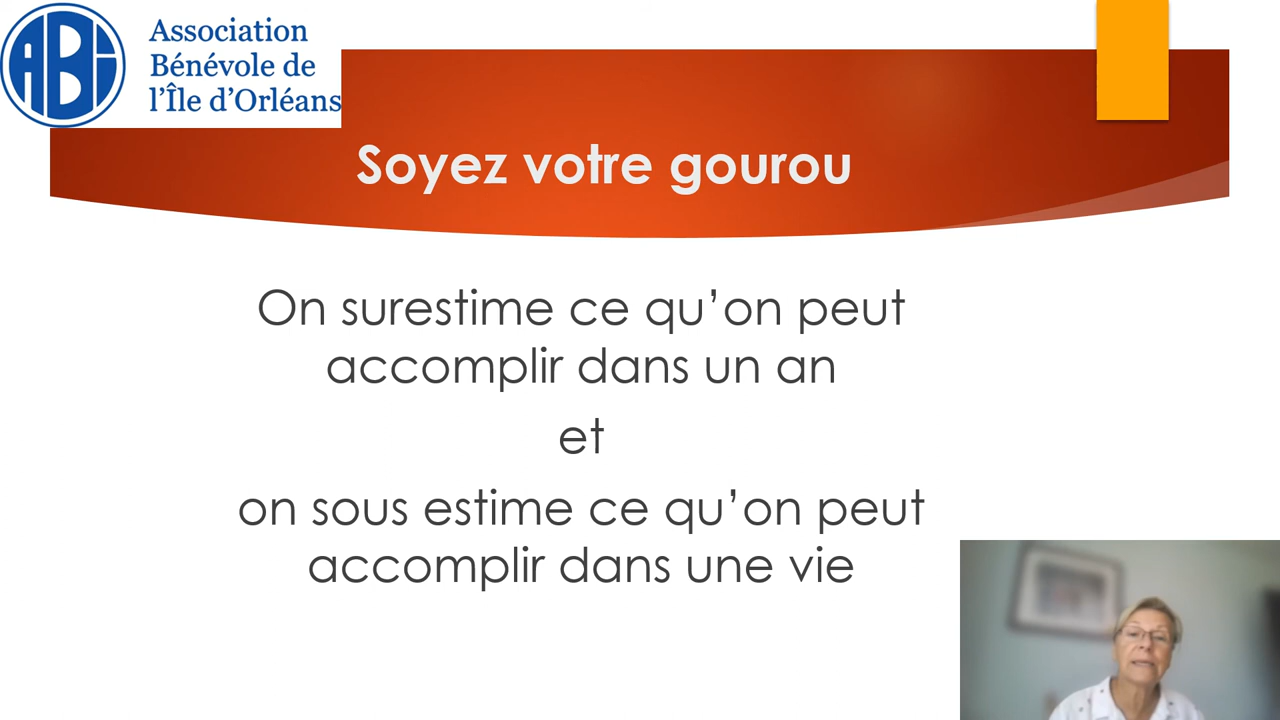 ABi
Association
Bénévole de
l'Île d'Orléans
Soyez votre gourou
On surestime ce qu'on peut
accomplir dans un an
et
on sous estime ce qu'on peut
accomplir dans une vie